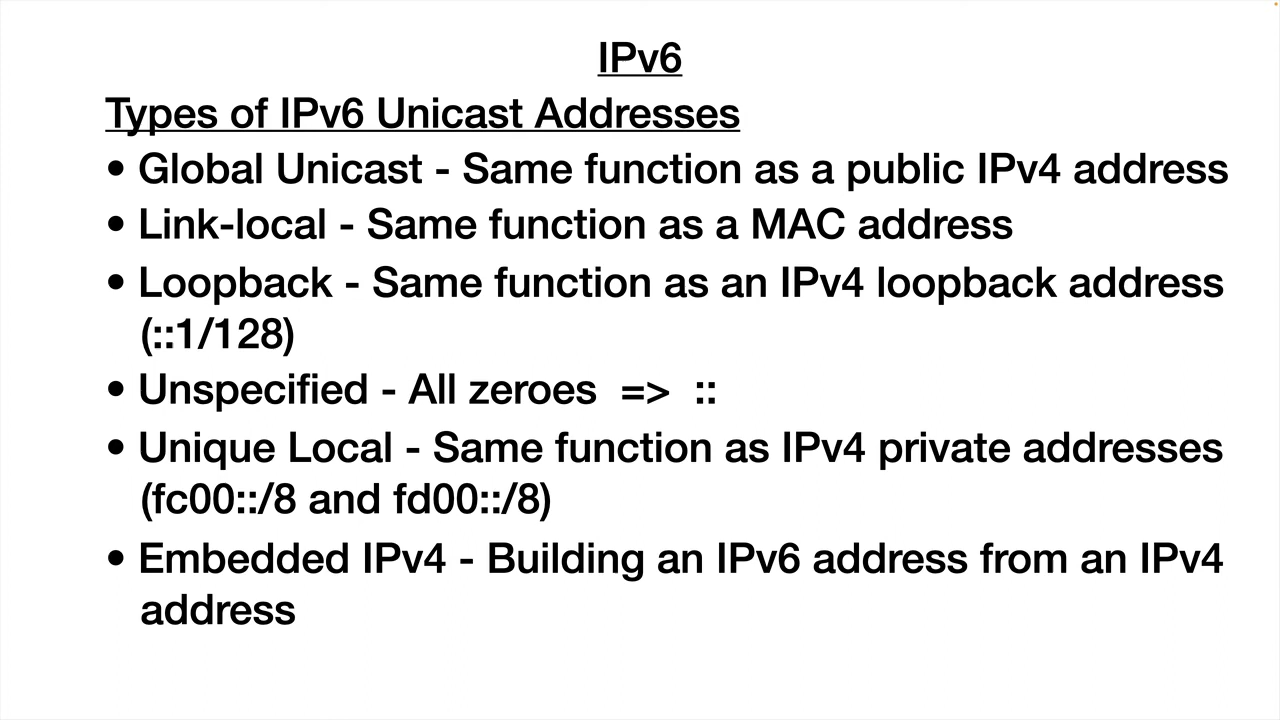 IPv6
Types of IPv6 Unicast Addresses
• Global Unicast - Same function as a public IPv4 address
• Link-local - Same function as a MAC address
• Loopback - Same function as an IPv4 loopback address
(::1/128)
• Unspecified - All zeroes => ::
• Unique Local - Same function as IPv4 private addresses
(fc00::/8 and fd00::/8)
• Embedded IPv4 - Building an IPv6 address from an IPv4
address